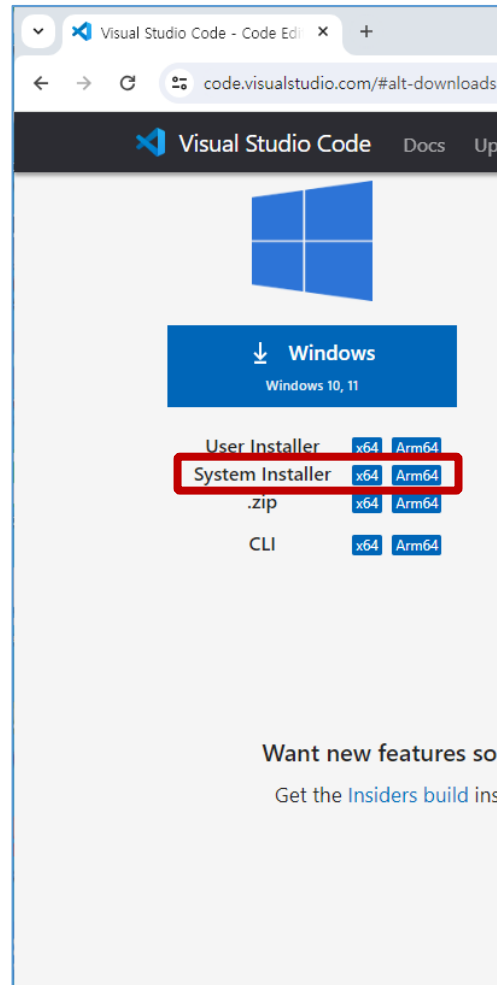 Visual Studio Code - Code Edi
code.visualstudio.com/#alt-downloads
Visual Studio Code Docs Up
Windows
Windows 10, 11
User Installer x64 Arm64
System Installer x64 Arm64
.zip x64 Arm64
CLI x64 Arm64
Want new features so
Get the Insiders build ins